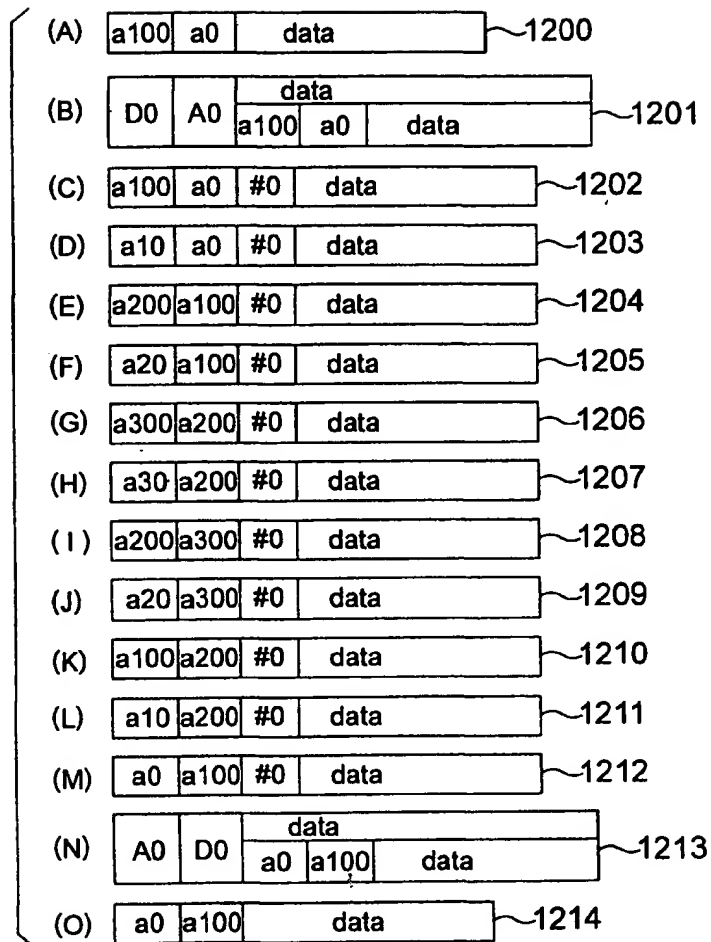 (A) a100 a0 data 1200
data
(B) D0 A0 a100 a0 data 1201
(C) a100 a0 #0 data 1202
(D) a10 a0 #0 data 1203
(E) a200 a100 #0 data 1204
(F) a20 a100 #0 data 1205
(G) a300 a200 #0 data 1206
(H) a30 a200 #0 data 1207
(I) a200 a300 #0 data 1208
(J) a20 a300 #0 data 1209
(K) a100 a200 #0 data 1210
(L) a10 a200 #0 data 1211
(M) a0 a100 #0 data 1212
data
(N) A0 D0 a0 a100 data 1213
(O) a0 a100 data 1214